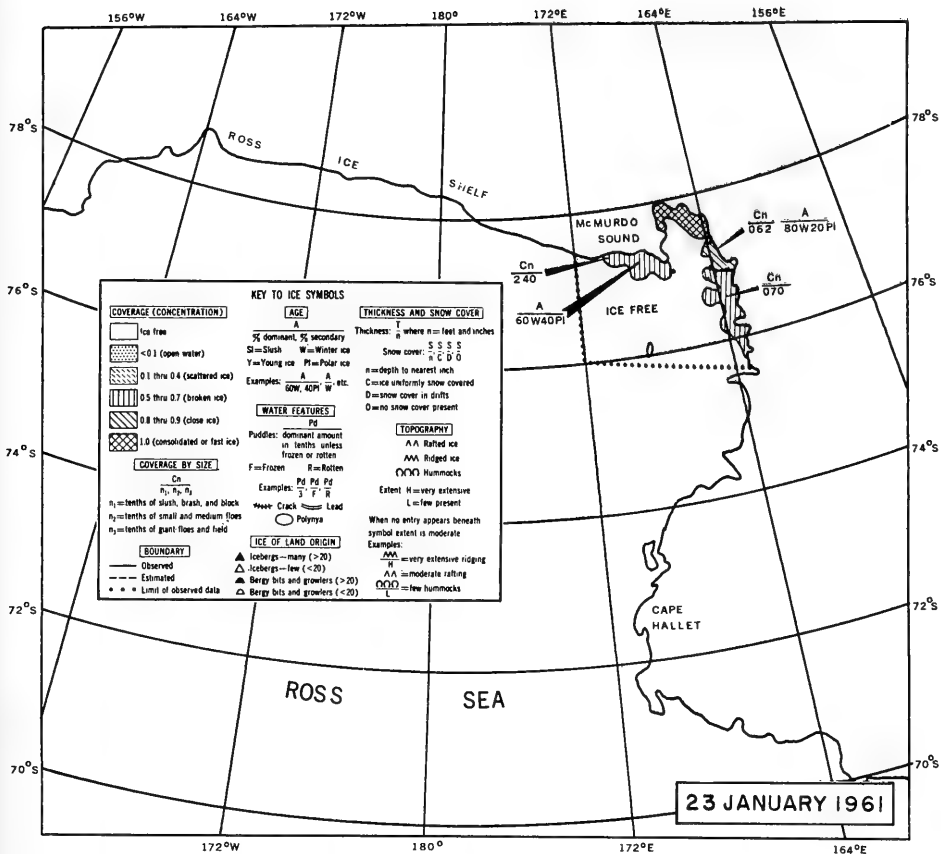 156°W 164°W 172°W 180° 172°E 164°E 156°E
78°S 78°S
ROSS
ICE
SHELF
McMURDO
SOUND
Cn
062
A
80W20Pl
Cn
240
Cn
070
76°S 76°S
A
60W40Pl
ICE FREE
KEY TO ICE SYMBOLS
COVERAGE (CONCENTRATION)
Ice free
<0.1 (open water)
0.1 thru 0.4 (scattered ice)
0.5 thru 0.7 (broken ice)
0.8 thru 0.9 (close ice)
1.0 (consolidated or fast ice)
COVERAGE BY SIZE
Cn
n1, n2, n3
n1=tenths of slush, brash, and block
n2=tenths of small and medium floes
n3=tenths of giant floes and field
BOUNDARY
Observed
Estimated
Limit of observed data
AGE
A
% dominant, % secondary
Sl=Slush W=Winter ice
Y=Young ice Pl=Polar ice
Examples: A/60W, 40Pl, A/W, etc.
WATER FEATURES
Pd
Puddles: dominant amount
in tenths unless
frozen or rotten
F=Frozen R=Rotten
Examples: Pd/3, Pd/F, Pd/R
Crack Lead
Polynya
ICE OF LAND ORIGIN
Icebergs—many (>20)
Icebergs—few (<20)
Bergy bits and growlers (>20)
Bergy bits and growlers (<20)
THICKNESS AND SNOW COVER
Thickness: T/n where n=feet and inches
Snow cover: S/n, S/C, S/D, S/O
n=depth to nearest inch
C=ice uniformly snow covered
D=snow cover in drifts
O=no snow cover present
TOPOGRAPHY
Rafted ice
Ridged ice
Hummocks
Extent H=very extensive
L=few present
When no entry appears beneath
symbol extent is moderate
Examples:
H =very extensive ridging
=moderate rafting
L =few hummocks
74°S 74°S
72°S 72°S
CAPE
HALLET
ROSS SEA
70°S 70°S
23 JANUARY 1961
172°W 180° 172°E 164°E